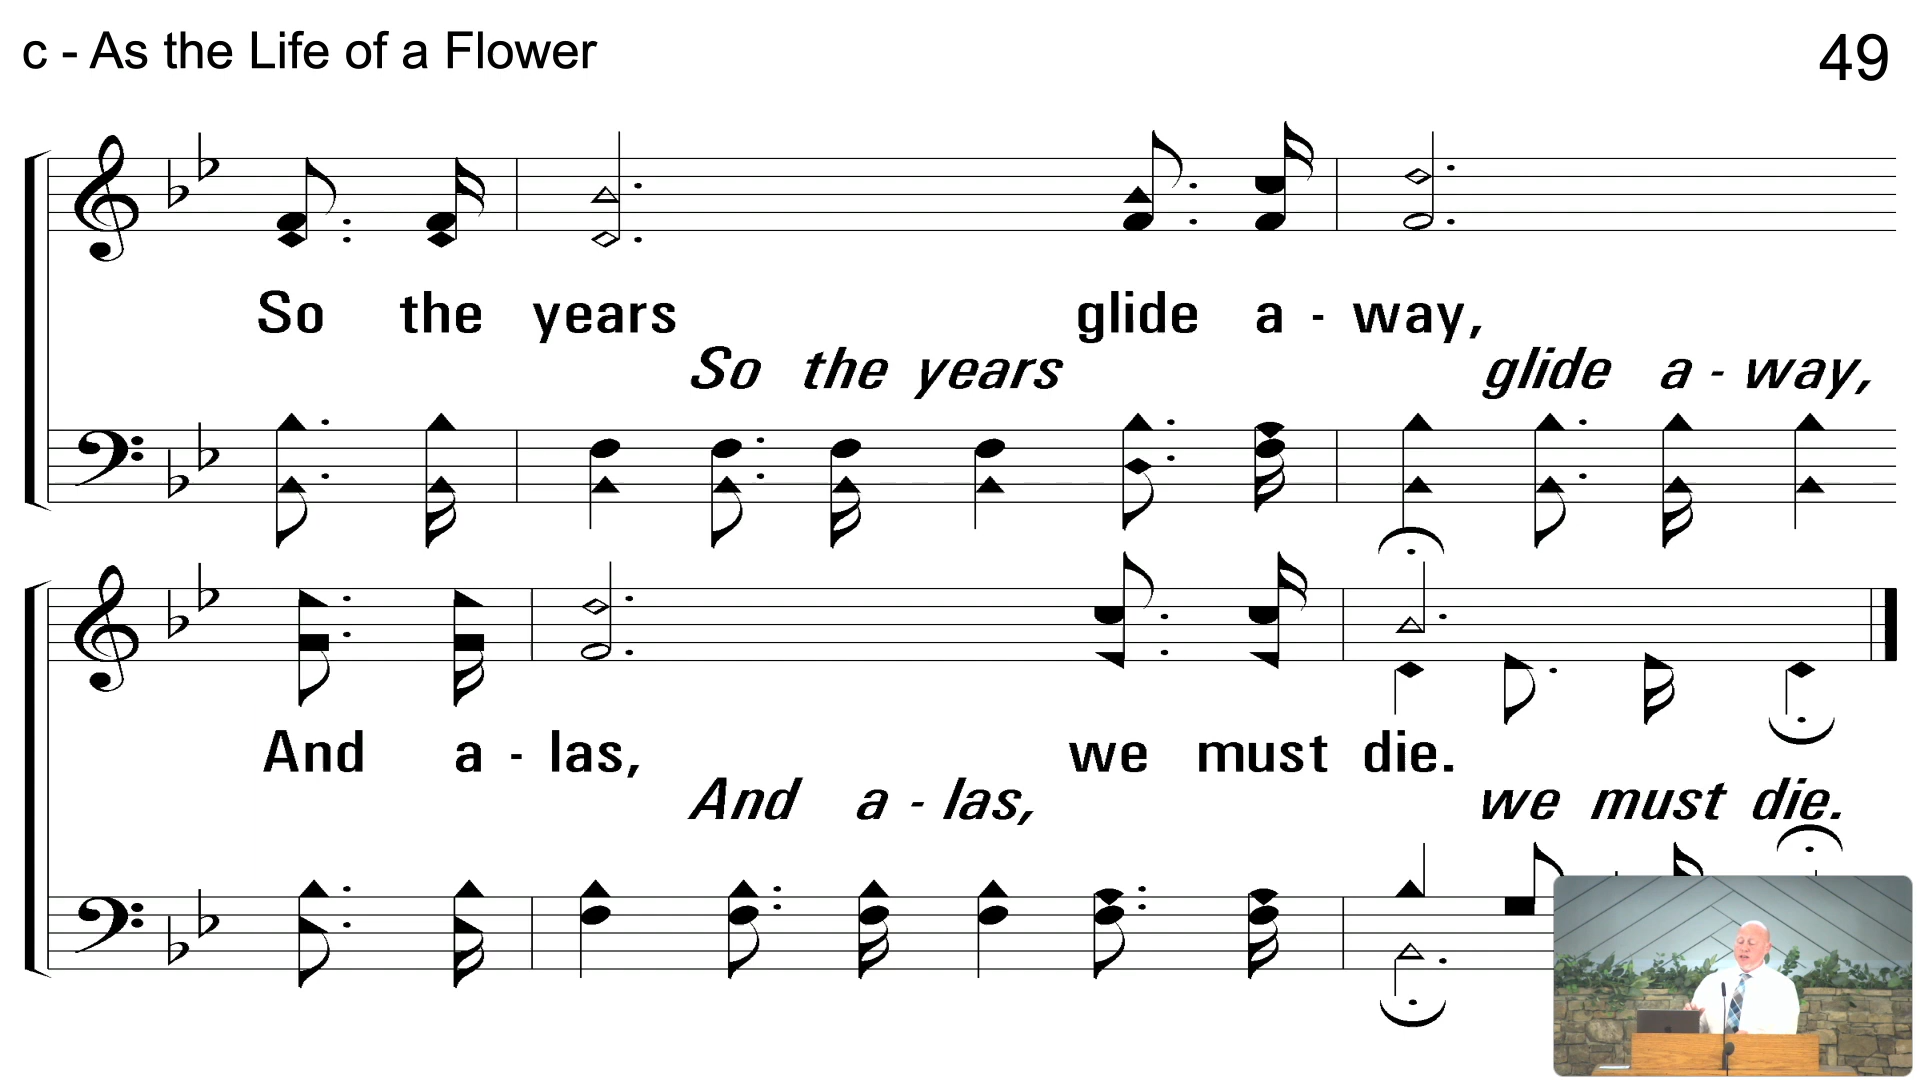 c - As the Life of a Flower
49
So the years glide a - way,
So the years glide a - way,
And a - las, we must die.
And a - las, we must die.